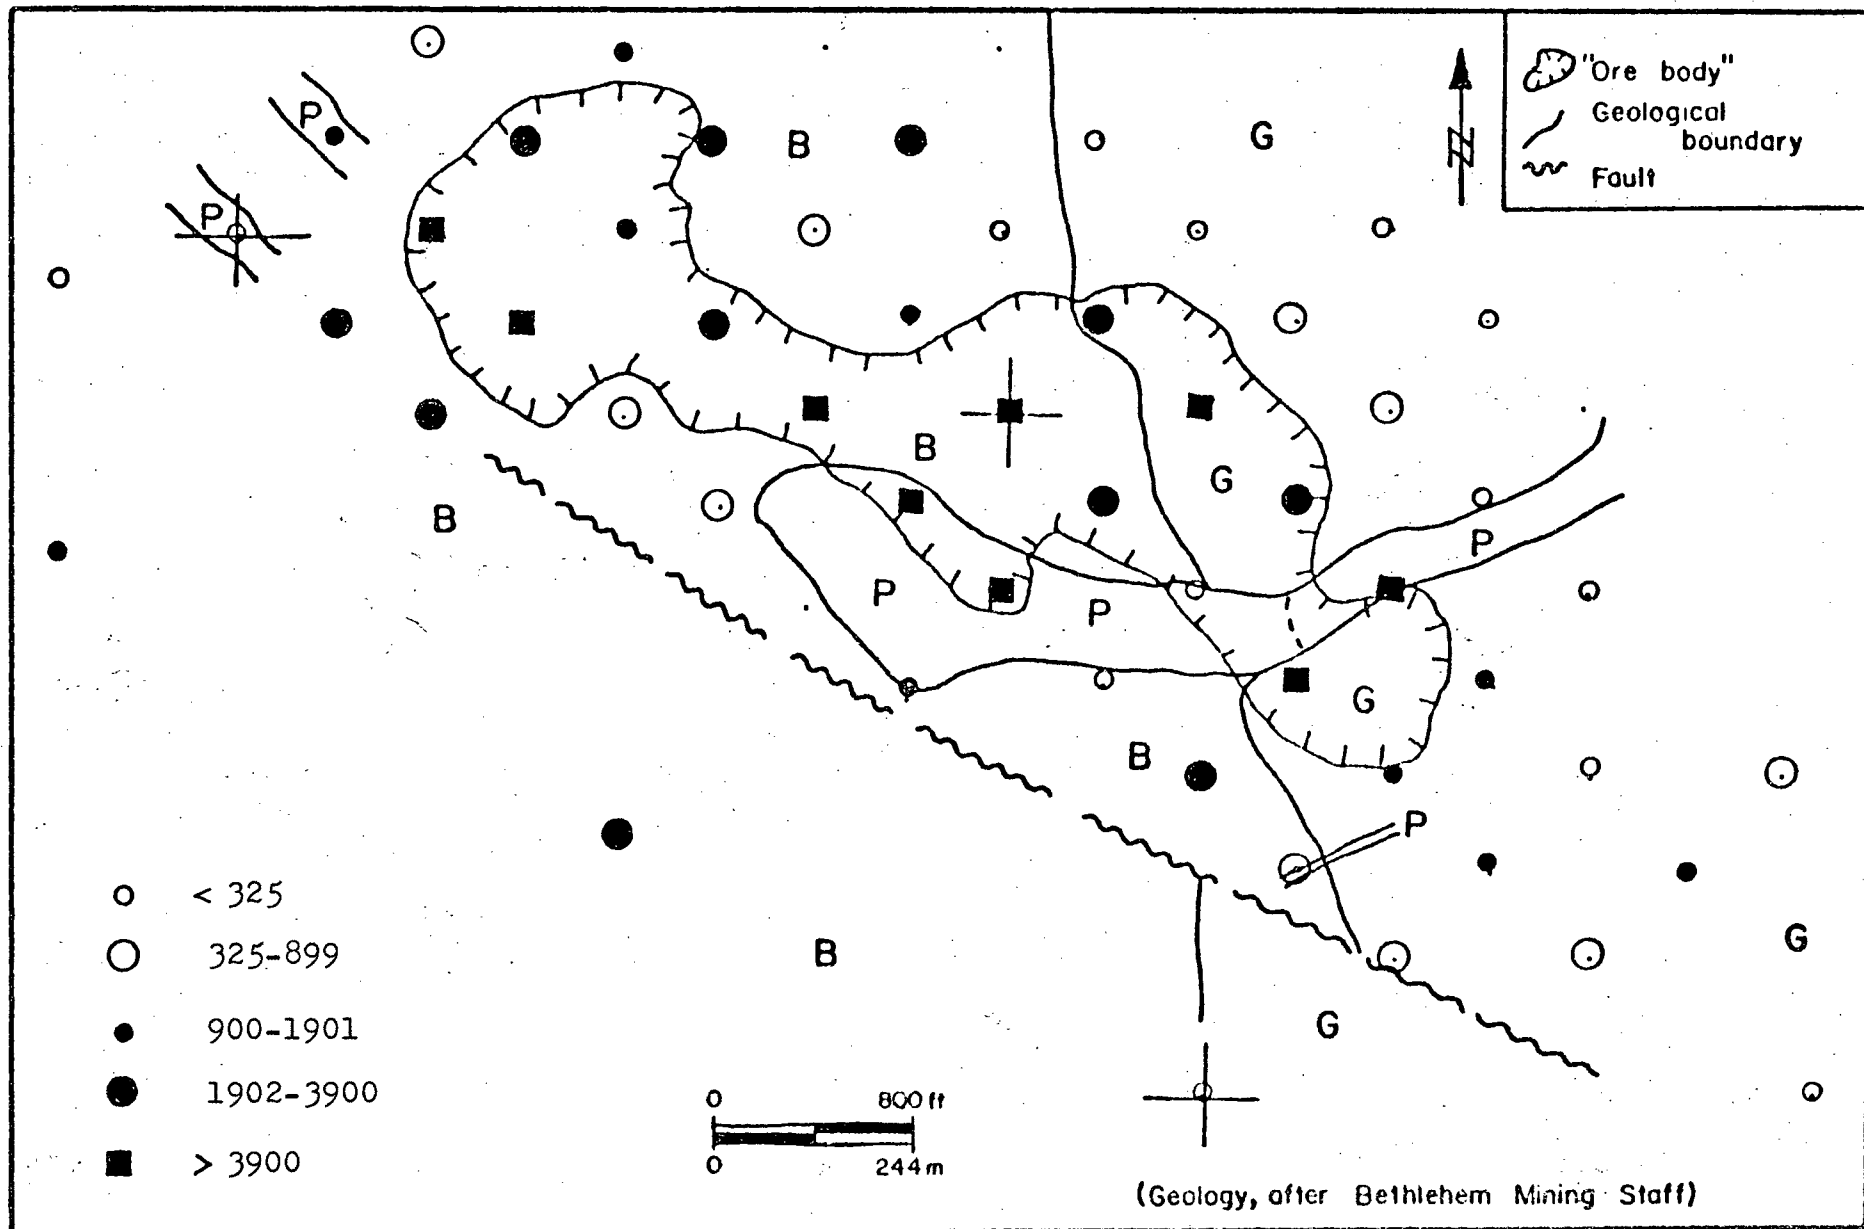 "Ore body"
Geological
boundary
Fault
N
P
B
G
P
B
G
B
P
P
P
G
B
P
B
G
B
G
< 325
325-899
900-1901
1902-3900
> 3900
0 800 ft
0 244 m
(Geology, after Bethlehem Mining Staff)